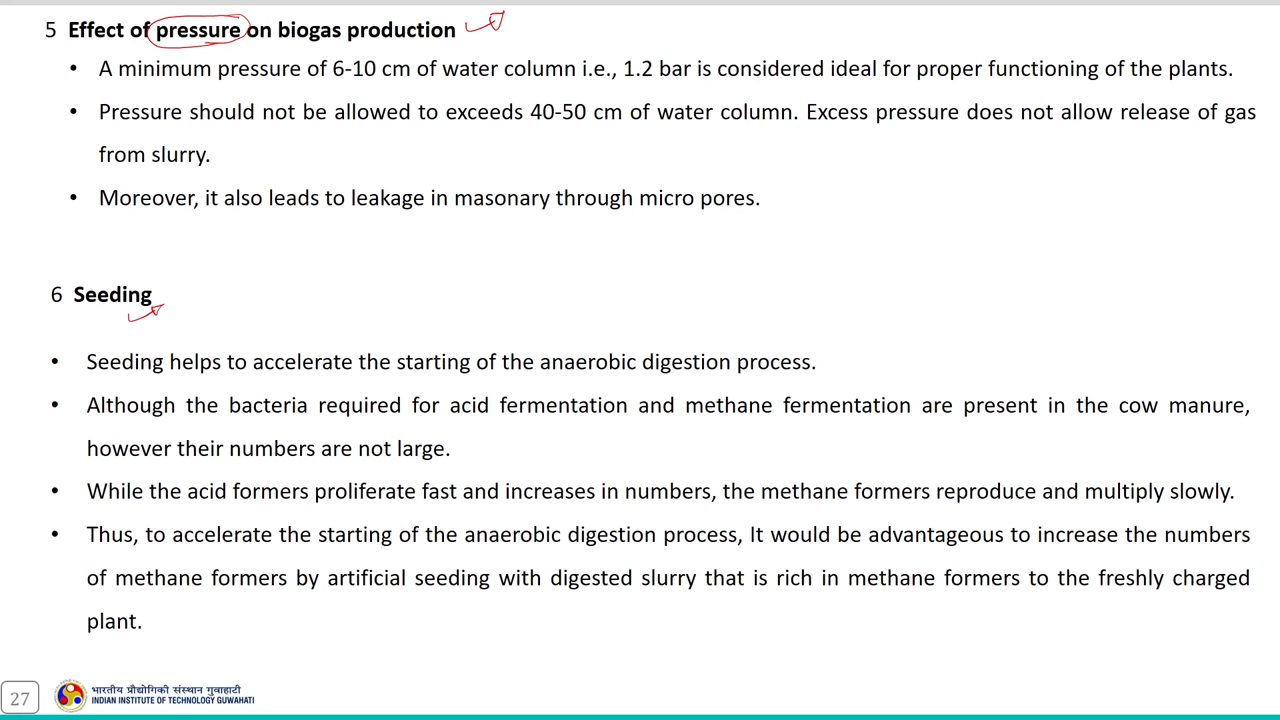 5 Effect of pressure on biogas production
• A minimum pressure of 6-10 cm of water column i.e., 1.2 bar is considered ideal for proper functioning of the plants.
• Pressure should not be allowed to exceeds 40-50 cm of water column. Excess pressure does not allow release of gas
from slurry.
• Moreover, it also leads to leakage in masonary through micro pores.
6 Seeding
• Seeding helps to accelerate the starting of the anaerobic digestion process.
• Although the bacteria required for acid fermentation and methane fermentation are present in the cow manure,
however their numbers are not large.
• While the acid formers proliferate fast and increases in numbers, the methane formers reproduce and multiply slowly.
• Thus, to accelerate the starting of the anaerobic digestion process, It would be advantageous to increase the numbers
of methane formers by artificial seeding with digested slurry that is rich in methane formers to the freshly charged
plant.
27
भारतीय प्रौद्योगिकी संस्थान गुवाहाटी
INDIAN INSTITUTE OF TECHNOLOGY GUWAHATI